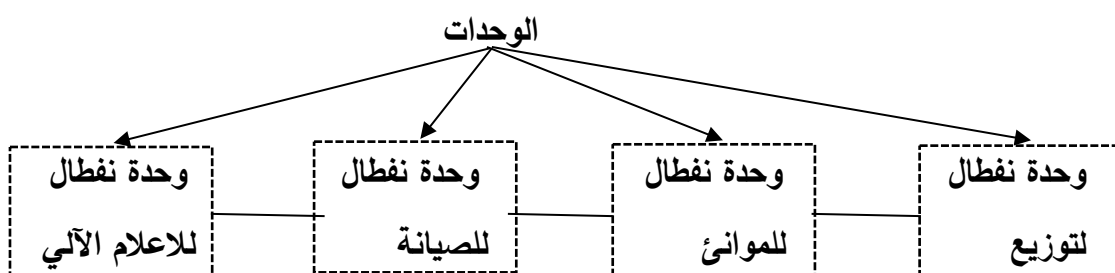 الوحدات
وحدة نفطال
لتوزيع
وحدة نفطال
للموانئ
وحدة نفطال
للصيانة
وحدة نفطال
للاعلام الآلي